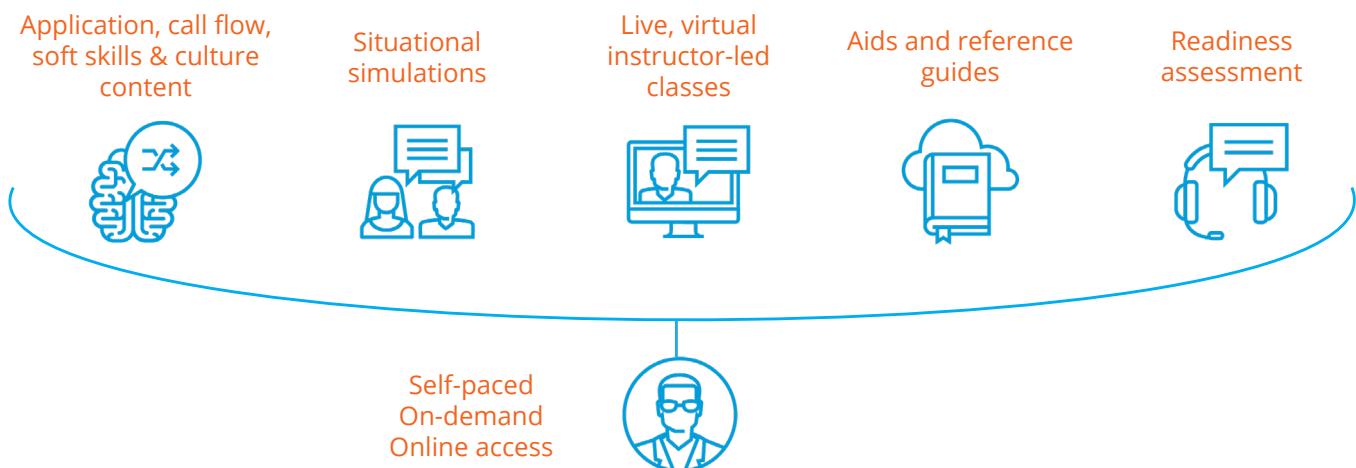 Application, call flow,
soft skills & culture
content
Situational
simulations
Live, virtual
instructor-led
classes
Aids and reference
guides
Readiness
assessment
Self-paced
On-demand
Online access